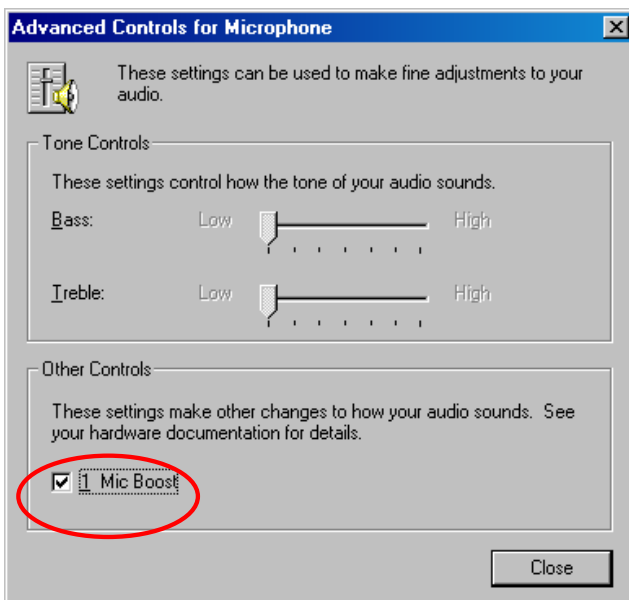 Advanced Controls for Microphone
These settings can be used to make fine adjustments to your
audio.
Tone Controls
These settings control how the tone of your audio sounds.
Bass: Low High
Treble: Low High
Other Controls
These settings make other changes to how your audio sounds. See
your hardware documentation for details.
1 Mic Boost
Close